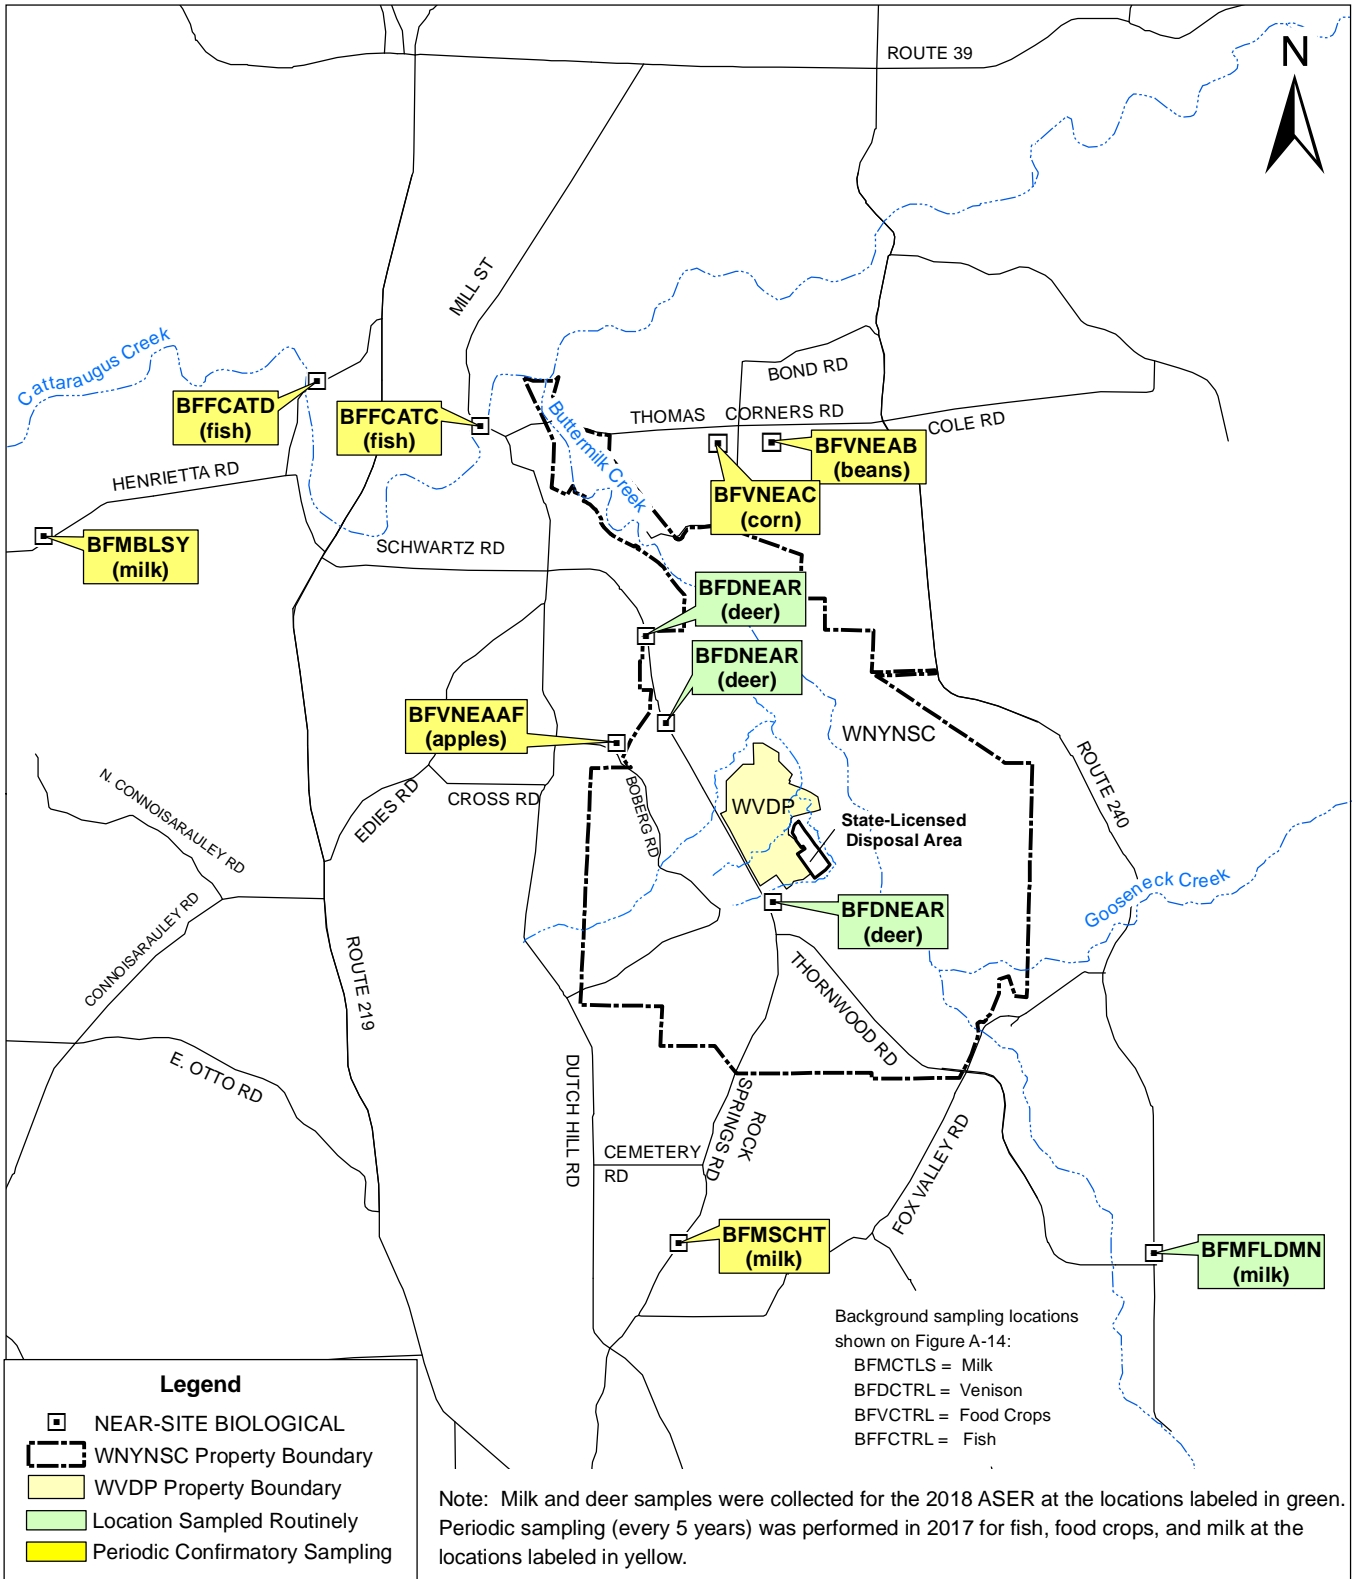 ROUTE 39
N
MILL ST
Cattaraugus Creek
BFFCATD
(fish)
BFFCATC
(fish)
Buttermilk Creek
BOND RD
THOMAS CORNERS RD
COLE RD
BFVNEAB
(beans)
BFVNEAC
(corn)
HENRIETTA RD
BFMBLSY
(milk)
SCHWARTZ RD
BFDNEAR
(deer)
BFDNEAR
(deer)
BFVNEAAF
(apples)
WNYNSC
N. CONNOISARAULEY RD
EDIES RD
CROSS RD
BOBERG RD
WVDP
State-Licensed
Disposal Area
ROUTE 240
Gooseneck Creek
CONNOISARAULEY RD
BFDNEAR
(deer)
ROUTE 219
THORNWOOD RD
E. OTTO RD
DUTCH HILL RD
ROCK
SPRINGS RD
CEMETERY
RD
FOX VALLEY RD
BFMSCHT
(milk)
BFMFLDMN
(milk)
Background sampling locations
shown on Figure A-14:
BFMCTLS = Milk
BFDCTRL = Venison
BFVCTRL = Food Crops
BFFCTRL = Fish
Legend
NEAR-SITE BIOLOGICAL
WNYNSC Property Boundary
WVDP Property Boundary
Location Sampled Routinely
Periodic Confirmatory Sampling
Note: Milk and deer samples were collected for the 2018 ASER at the locations labeled in green.
Periodic sampling (every 5 years) was performed in 2017 for fish, food crops, and milk at the
locations labeled in yellow.